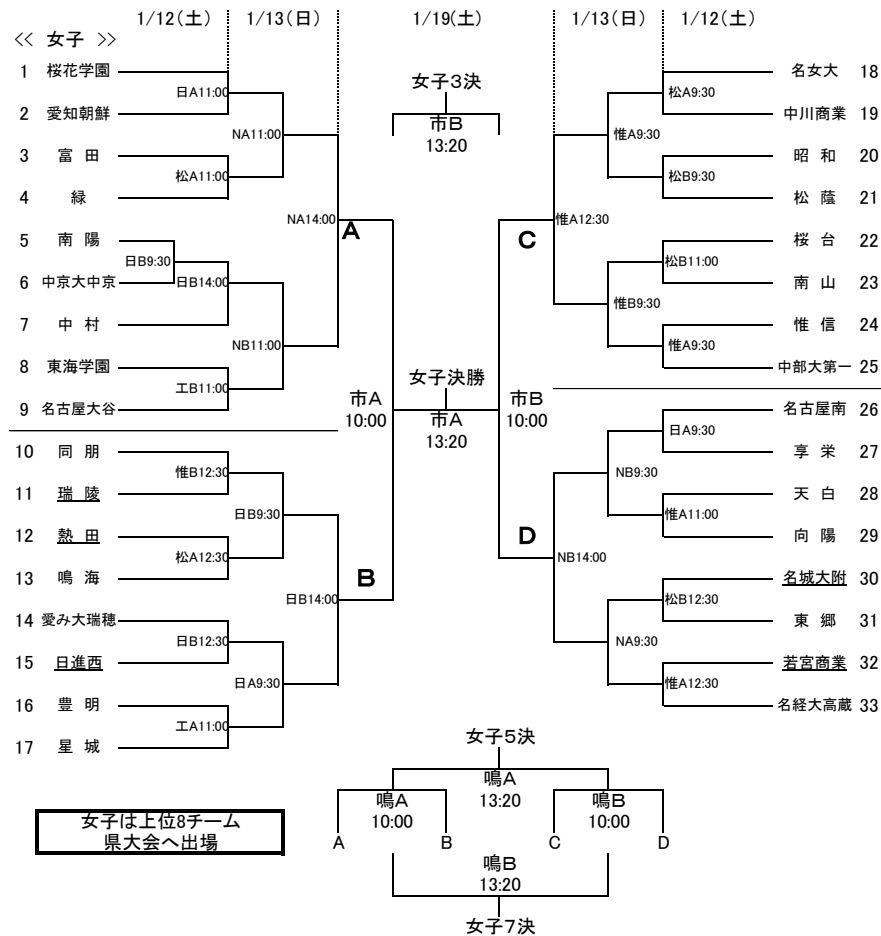 1/12(土) 1/13(日) 1/19(土) 1/13(日) 1/12(土)
<< 女子 >>
1 桜花学園
2 愛知朝鮮
3 富 田
4 緑
5 南 陽
6 中京大中京
7 中 村
8 東海学園
9 名古屋大谷
10 同 朋
11 瑞 陵
12 熱 田
13 鳴 海
14 愛み大瑞穂
15 日進西
16 豊 明
17 星 城
日A11:00
松A11:00
日B9:30
日B14:00
工B11:00
惟B12:30
松A12:30
日B12:30
工A11:00
NA11:00
NB11:00
日B9:30
日A9:30
NA14:00
日B14:00
A
B
女子3決
市B
13:20
市A
10:00
女子決勝
市A
13:20
市B
10:00
C
D
惟A12:30
NB14:00
惟A9:30
惟B9:30
NB9:30
NA9:30
松A9:30
松B9:30
松B11:00
惟A9:30
日A9:30
惟A11:00
松B12:30
惟A12:30
名女大 18
中川商業 19
昭 和 20
松 蔭 21
桜 台 22
南 山 23
惟 信 24
中部大第一 25
名古屋南 26
享 栄 27
天 白 28
向 陽 29
名城大附 30
東 郷 31
若宮商業 32
名経大高蔵 33
女子5決
鳴A
13:20
鳴A
10:00
鳴B
10:00
A B C D
鳴B
13:20
女子7決
女子は上位8チーム
県大会へ出場